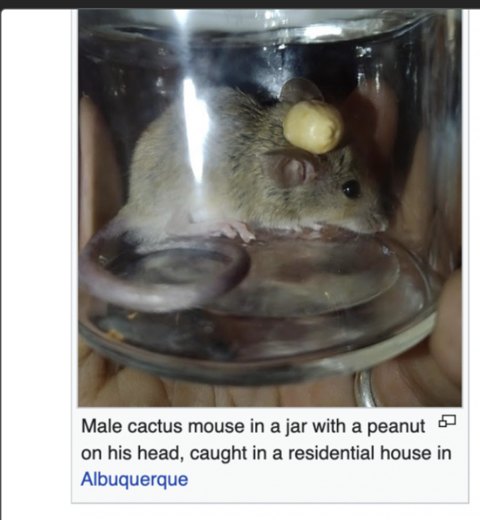 Male cactus mouse in a jar with a peanut
on his head, caught in a residential house in
Albuquerque